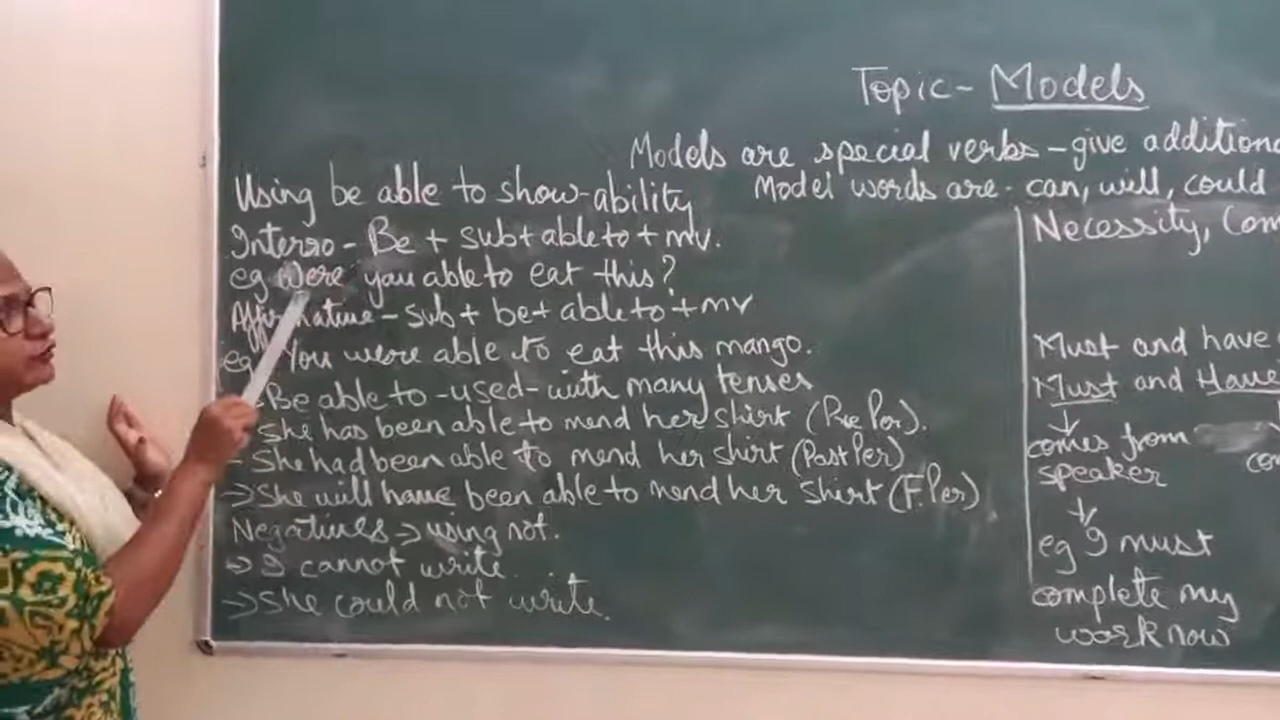 Topic- Models
Models are special verbs - give additiona
Model words are - can, will, could
Using be able to show-ability
Interro - Be + sub + able to + mv.
eg Were you able to eat this?
Affirmative - sub + be + able to + mv
eg You were able to eat this mango.
Be able to - used - with many tenses
She has been able to mend her shirt (Pre Per).
- She had been able to mend her shirt (Past Per)
→ She will have been able to mend her shirt (F. Per)
Negatives → using not.
→ I cannot write.
→ She could not write.
Necessity, Com
Must and have
Must and Have
↓
comes from
speaker
↓
eg I must
complete my
work now